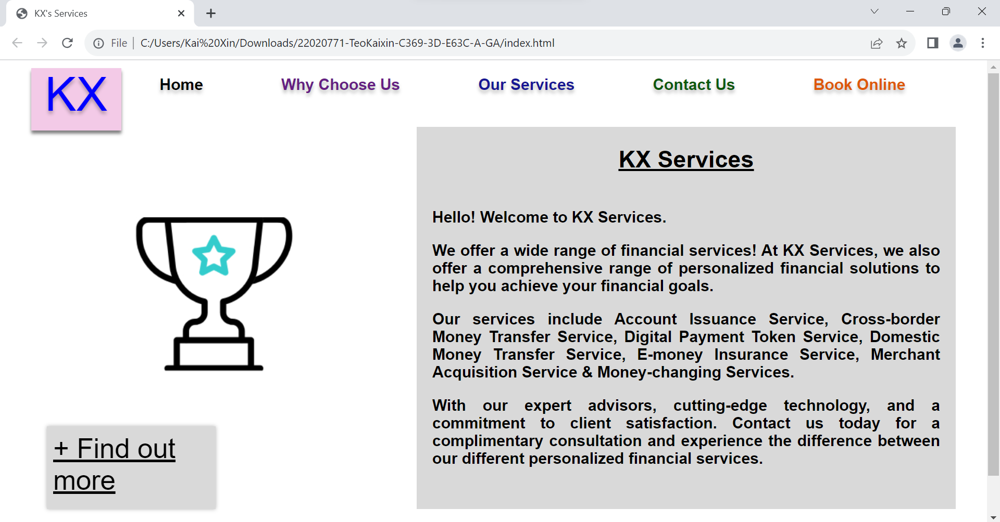 KX's Services
File
C:/Users/Kai%20Xin/Downloads/22020771-TeoKaixin-C369-3D-E63C-A-GA/index.html
KX
Home
Why Choose Us
Our Services
Contact Us
Book Online
KX Services
Hello! Welcome to KX Services.
We offer a wide range of financial services! At KX Services, we also
offer a comprehensive range of personalized financial solutions to
help you achieve your financial goals.
Our services include Account Issuance Service, Cross-border
Money Transfer Service, Digital Payment Token Service, Domestic
Money Transfer Service, E-money Insurance Service, Merchant
Acquisition Service & Money-changing Services.
With our expert advisors, cutting-edge technology, and a
commitment to client satisfaction. Contact us today for a
complimentary consultation and experience the difference between
our different personalized financial services.
+ Find out
more